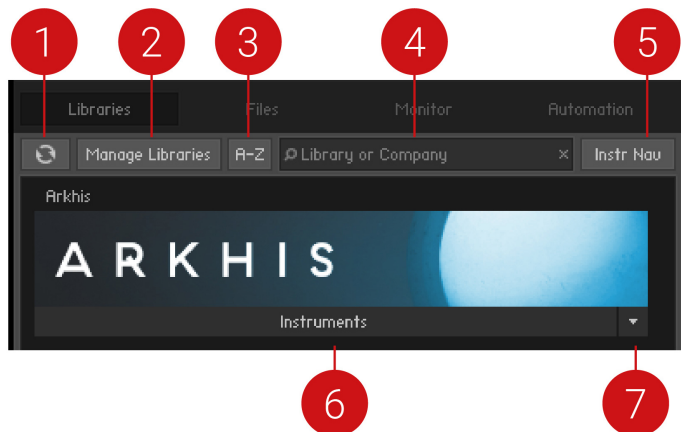 1 2 3 4 5
Libraries Files Monitor Automation
Manage Libraries A-Z Library or Company × Instr Nav
Arkhis
ARKHIS
Instruments
6 7